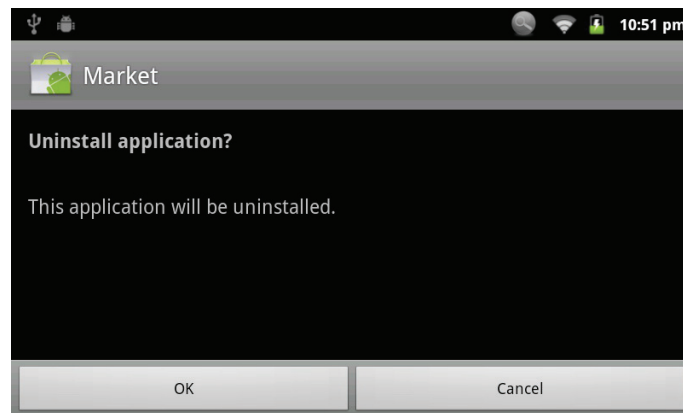 10:51 pm
Market
Uninstall application?
This application will be uninstalled.
OK
Cancel